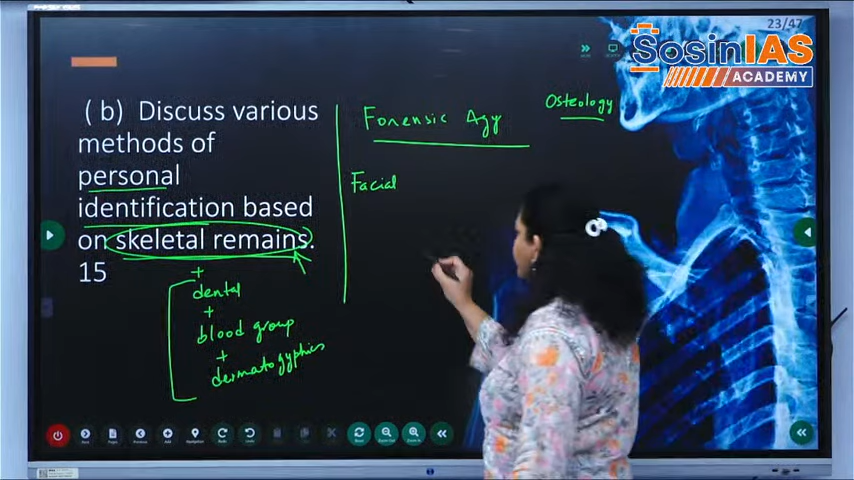 23/47
SosinIAS
ACADEMY
( b) Discuss various
methods of
personal
identification based
on skeletal remains.
15
+
dental
+
blood group
+
dermatogyphics
Forensic Agy
Osteology
Facial